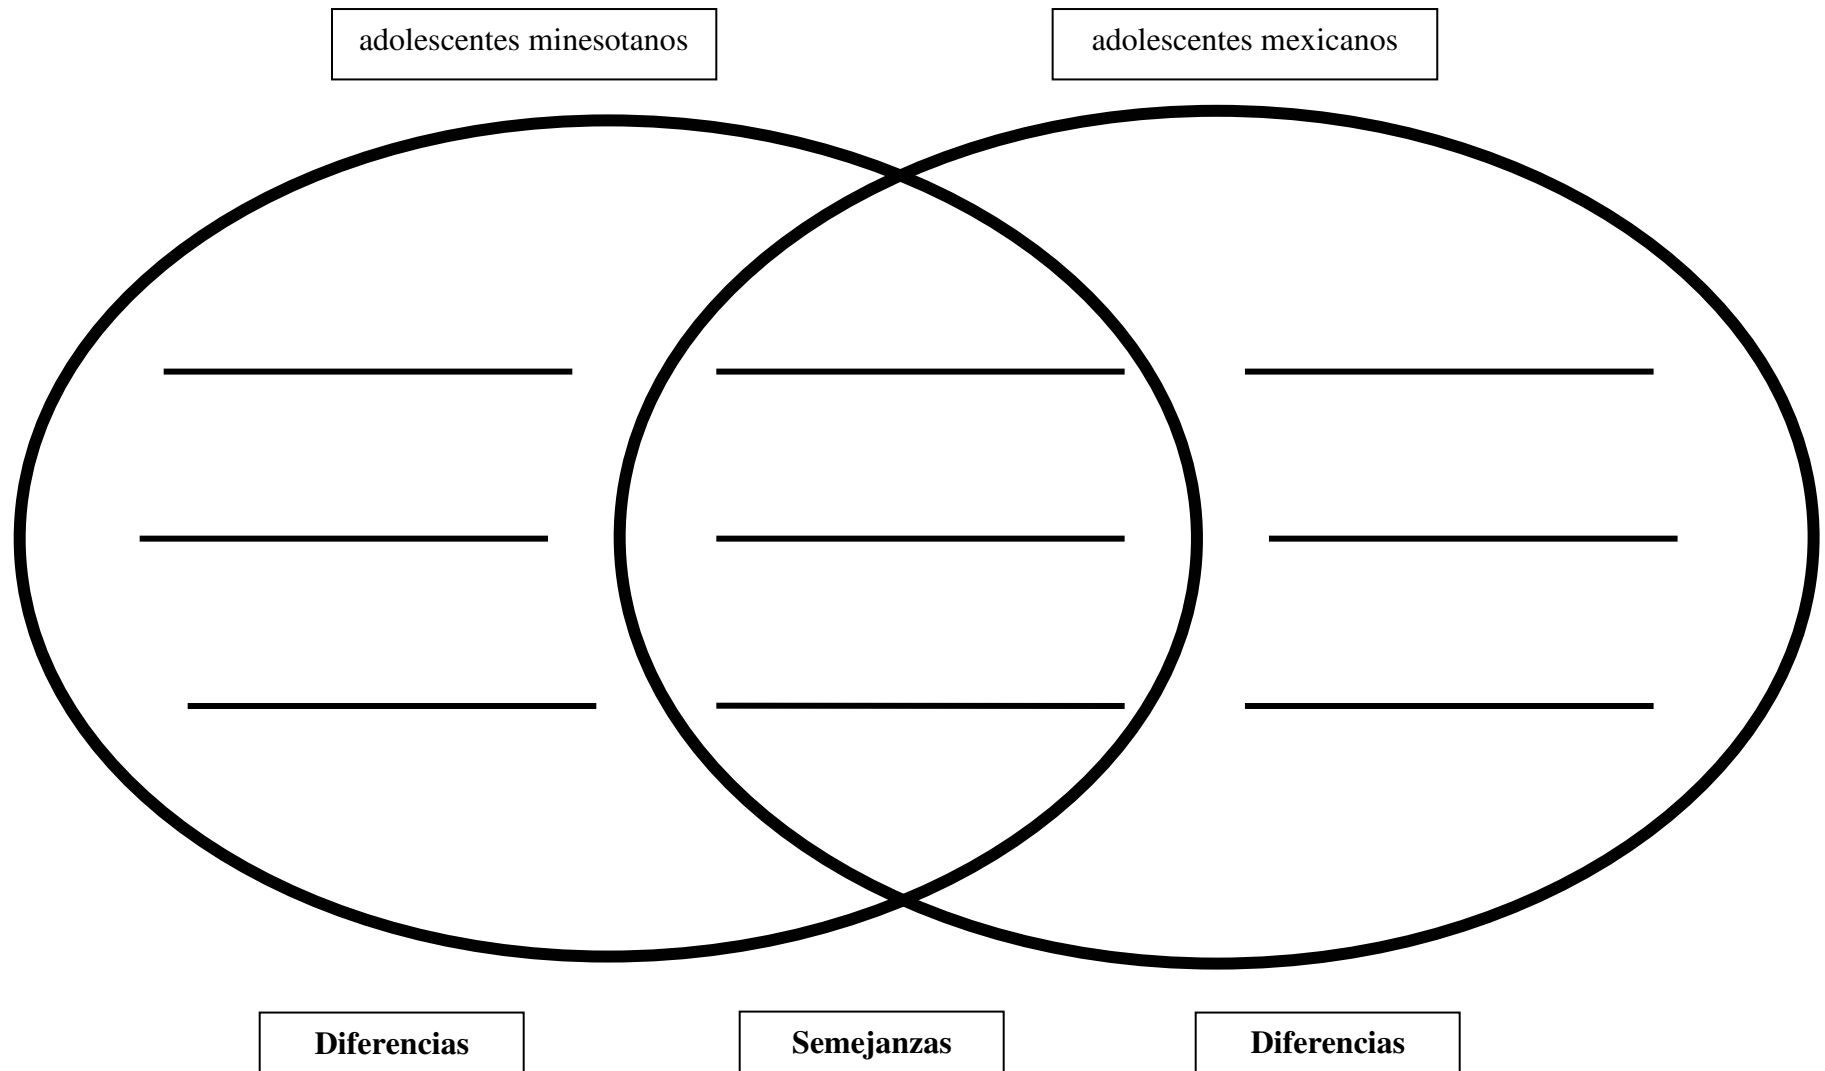 adolescentes minesotanos
adolescentes mexicanos
Diferencias
Semejanzas
Diferencias